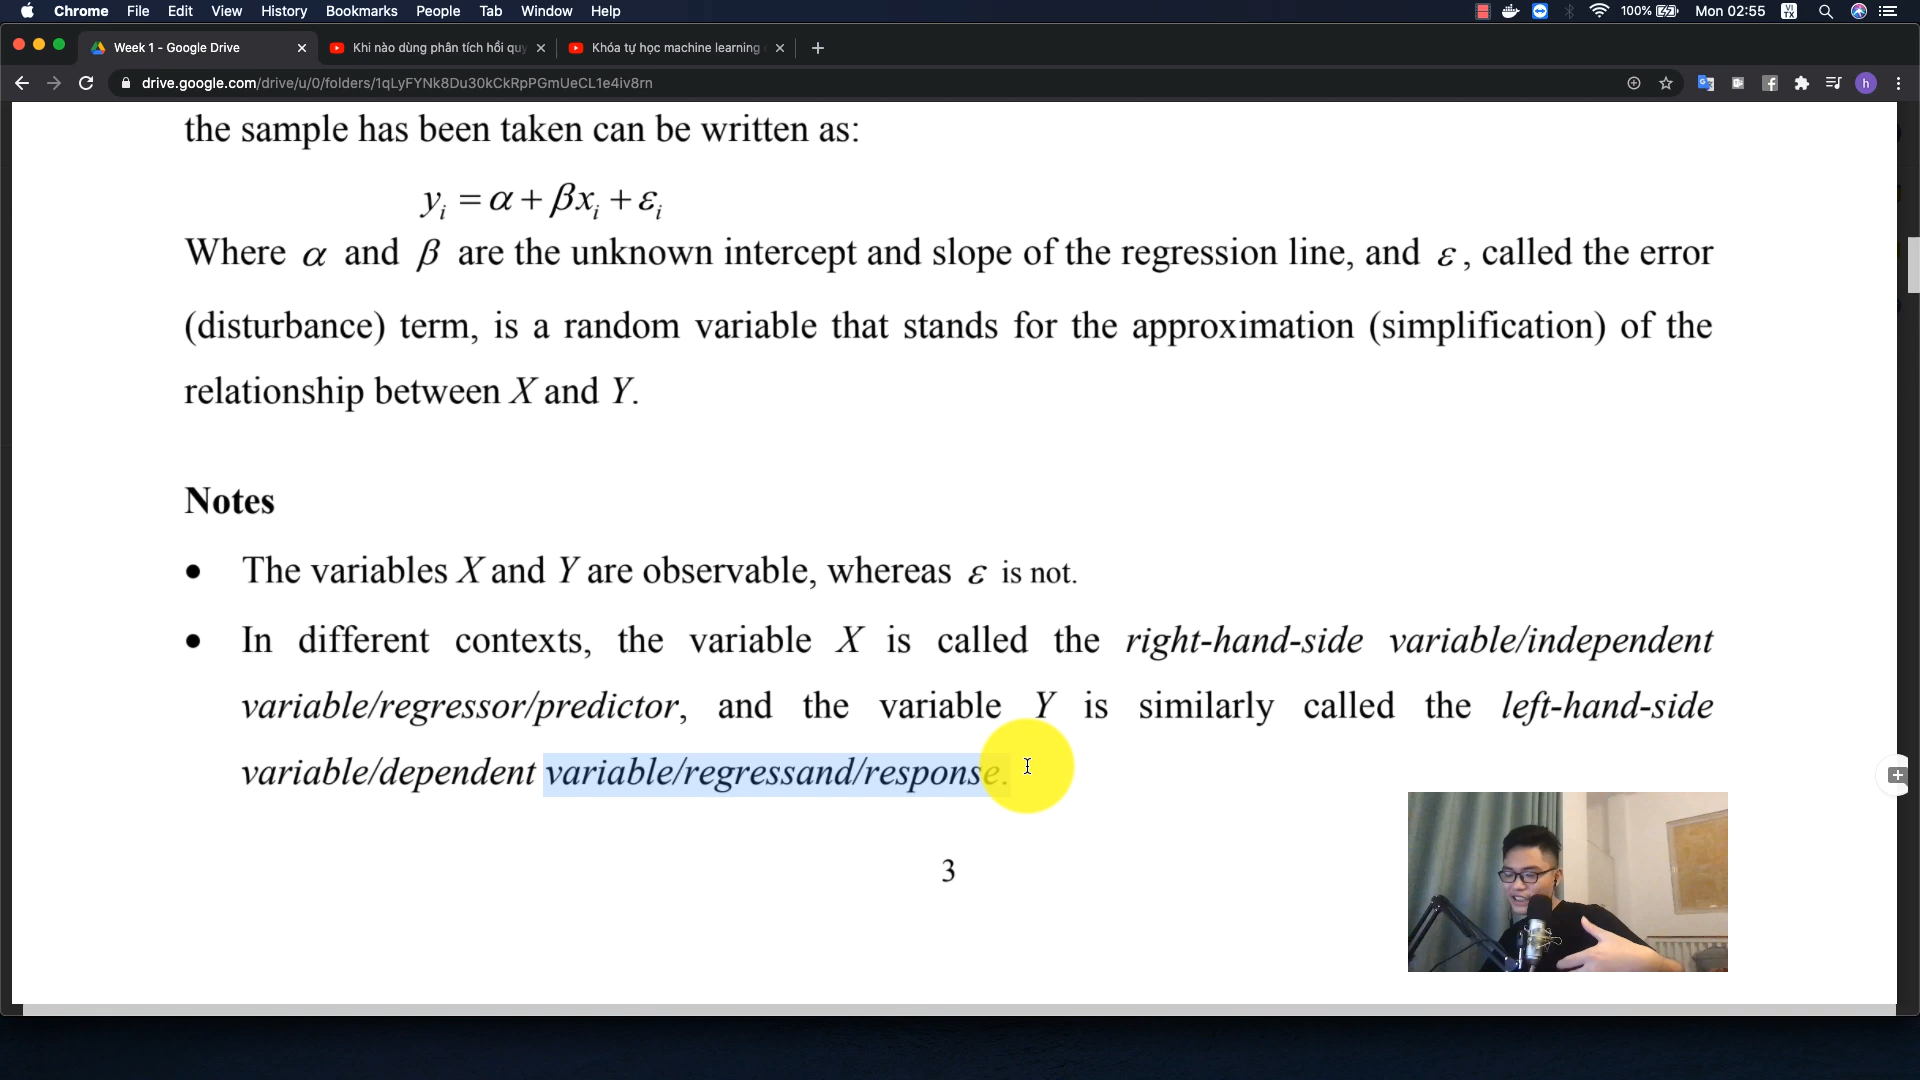 Chrome File Edit View History Bookmarks People Tab Window Help 100% Mon 02:55 VI TX
Week 1 - Google Drive Khi nào dùng phân tích hồi quy Khóa tự học machine learning
drive.google.com/drive/u/0/folders/1qLyFYNk8Du30kCkRpPGmUeCL1e4iv8rn h
the sample has been taken can be written as:
yᵢ = α + βxᵢ + εᵢ
Where α and β are the unknown intercept and slope of the regression line, and ε, called the error
(disturbance) term, is a random variable that stands for the approximation (simplification) of the
relationship between X and Y.
Notes
• The variables X and Y are observable, whereas ε is not.
• In different contexts, the variable X is called the right-hand-side variable/independent
variable/regressor/predictor, and the variable Y is similarly called the left-hand-side
variable/dependent variable/regressand/response.
3